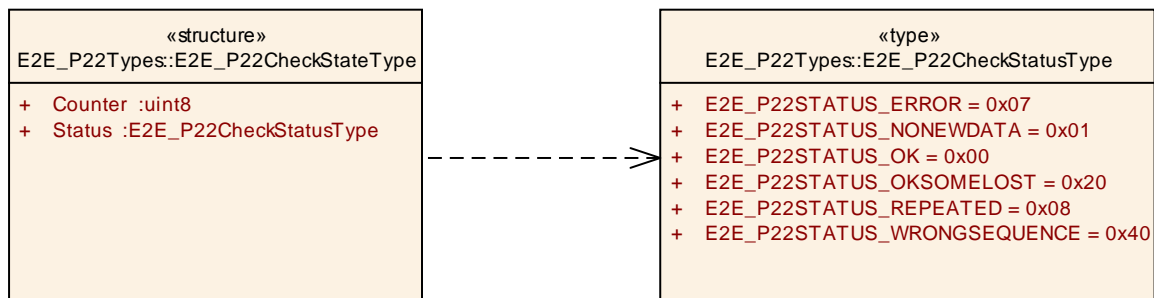 «structure»
E2E_P22Types::E2E_P22CheckStateType
+ Counter :uint8
+ Status :E2E_P22CheckStatusType
«type»
E2E_P22Types::E2E_P22CheckStatusType
+ E2E_P22STATUS_ERROR = 0x07
+ E2E_P22STATUS_NONEWDATA = 0x01
+ E2E_P22STATUS_OK = 0x00
+ E2E_P22STATUS_OKSOMELOST = 0x20
+ E2E_P22STATUS_REPEATED = 0x08
+ E2E_P22STATUS_WRONGSEQUENCE = 0x40